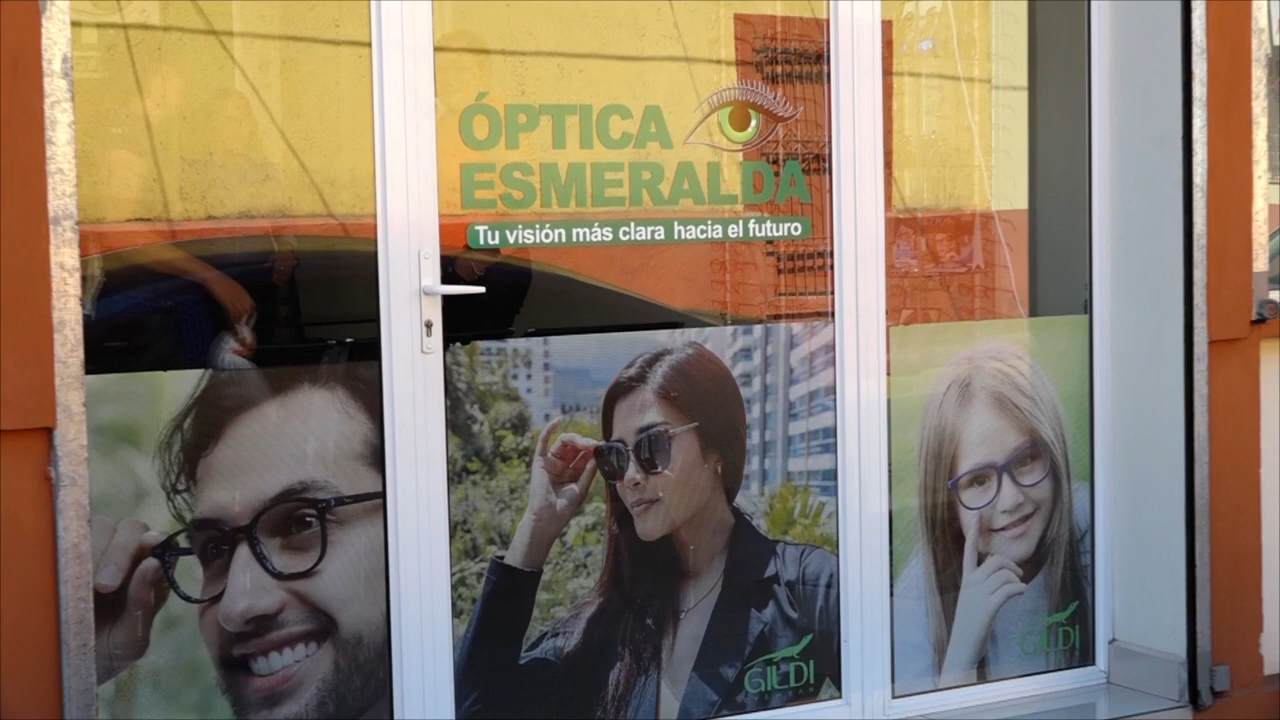 ÓPTICA
ESMERALDA
Tu visión más clara hacia el futuro
GILDI
GILDI